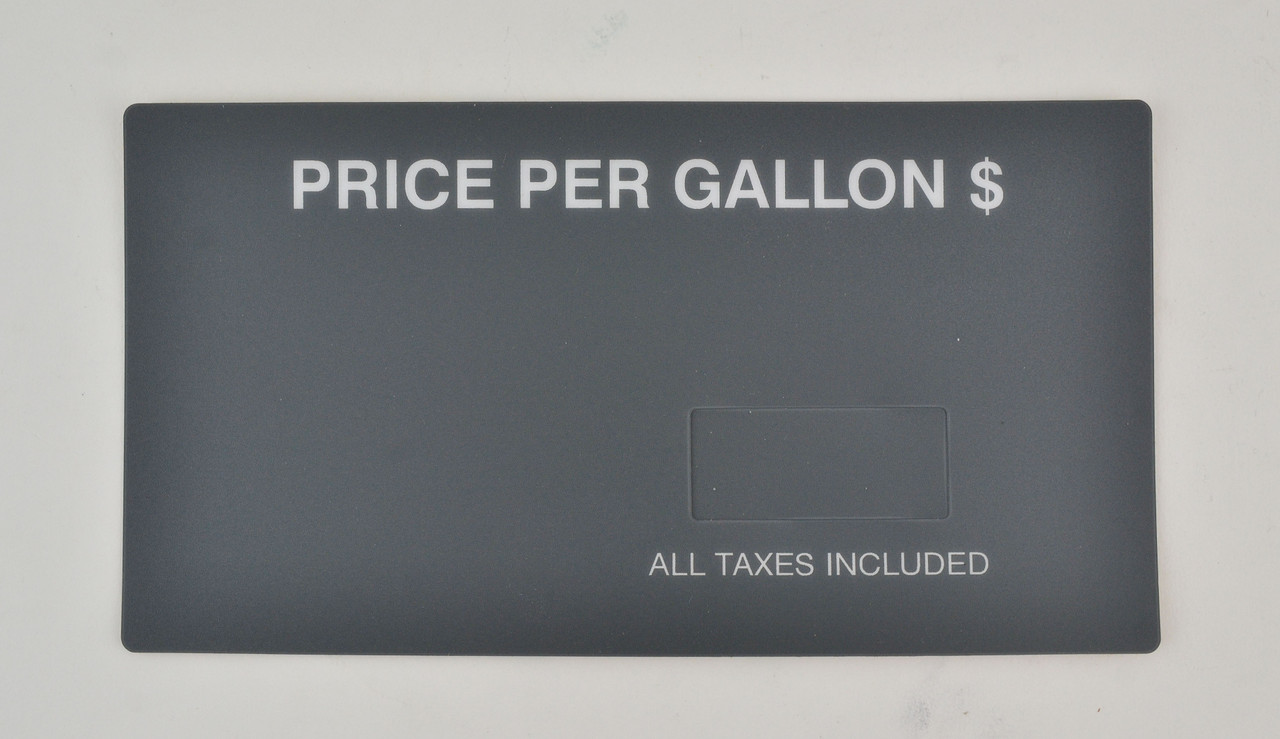 PRICE PER GALLON $
ALL TAXES INCLUDED